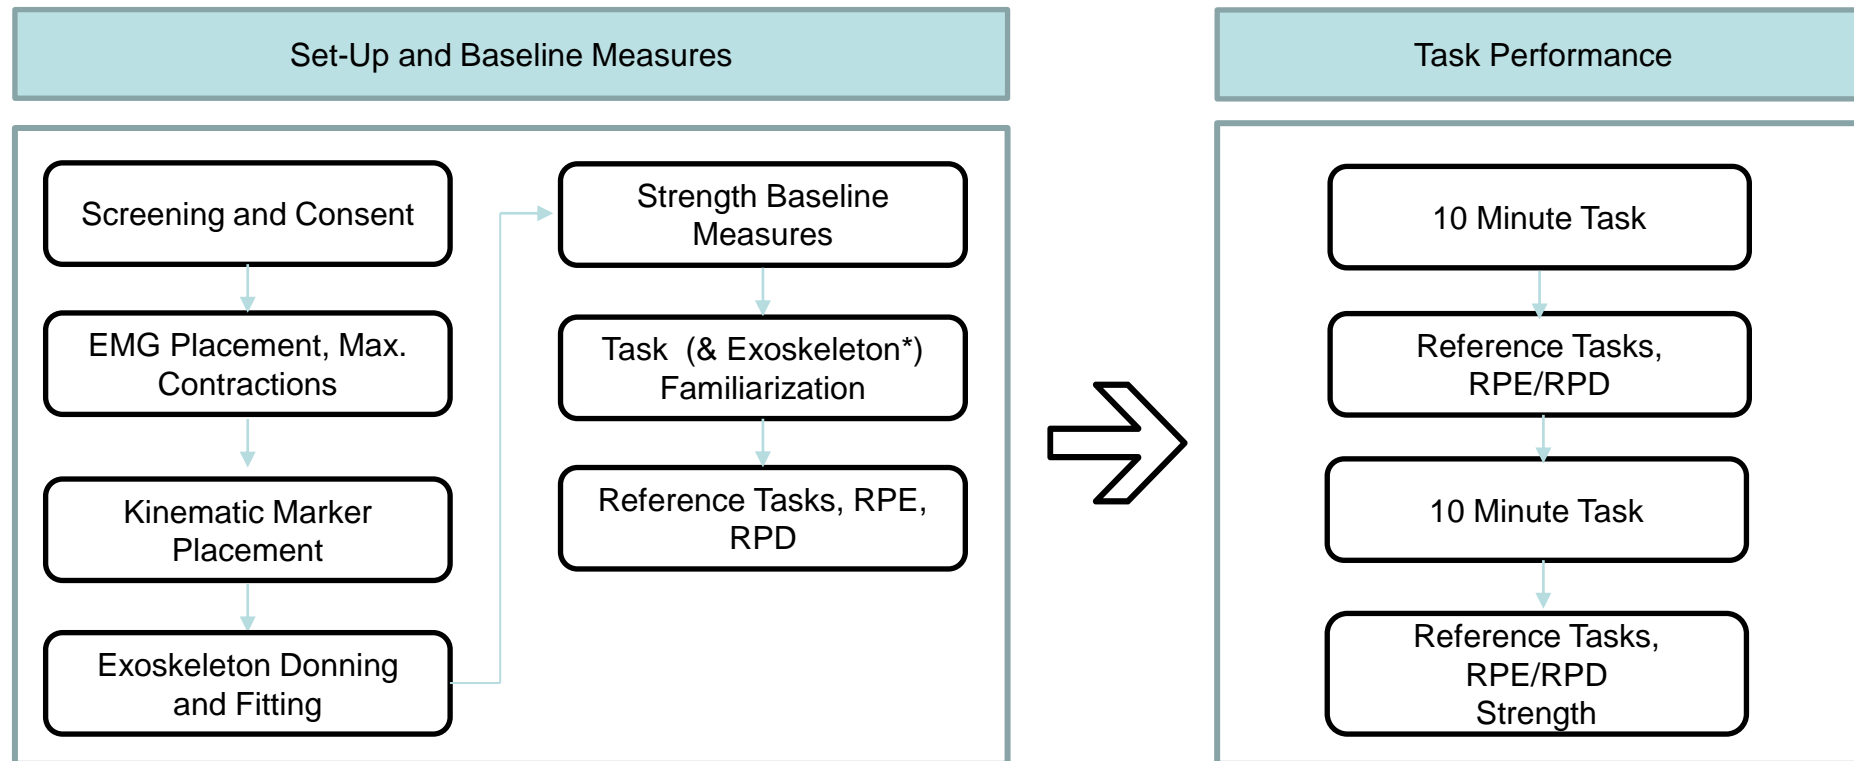 Set-Up and Baseline Measures
Screening and Consent
EMG Placement, Max.
Contractions
Kinematic Marker
Placement
Exoskeleton Donning
and Fitting
Strength Baseline
Measures
Task (& Exoskeleton*)
Familiarization
Reference Tasks, RPE,
RPD
Task Performance
10 Minute Task
Reference Tasks,
RPE/RPD
10 Minute Task
Reference Tasks,
RPE/RPD
Strength